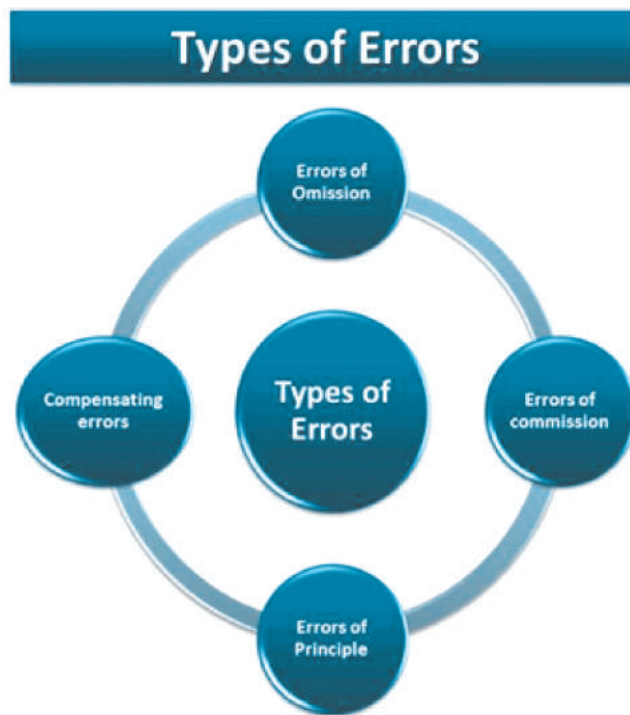 Types of Errors
Errors of
Omission
Compensating
errors
Types of
Errors
Errors of
commission
Errors of
Principle